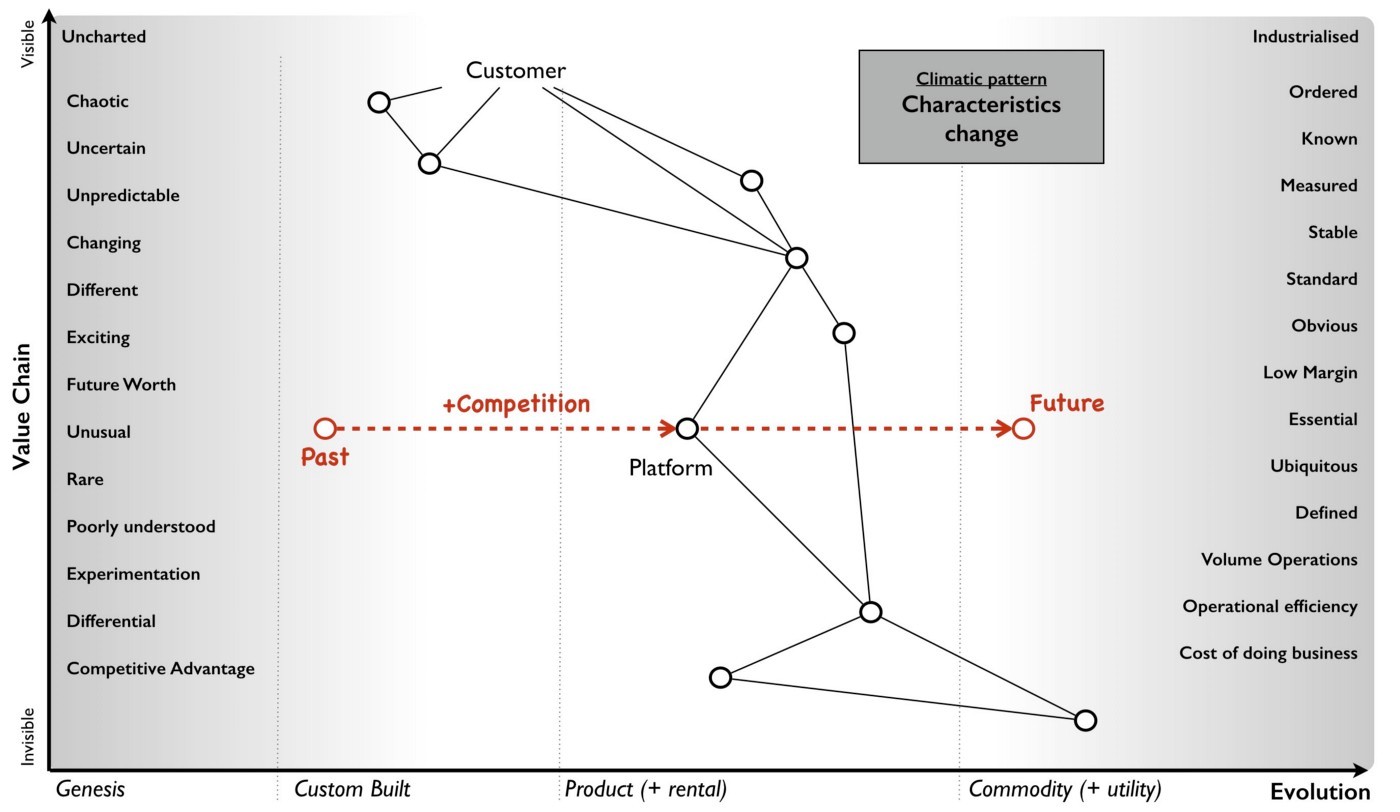 Visible
Uncharted
Industrialised
Customer
Climatic pattern
Characteristics
change
Chaotic
Uncertain
Unpredictable
Changing
Different
Exciting
Future Worth
Unusual
Rare
Poorly understood
Experimentation
Differential
Competitive Advantage
Ordered
Known
Measured
Stable
Standard
Obvious
Low Margin
Essential
Ubiquitous
Defined
Volume Operations
Operational efficiency
Cost of doing business
+Competition
Future
Past
Platform
Value Chain
Invisible
Genesis
Custom Built
Product (+ rental)
Commodity (+ utility)
Evolution